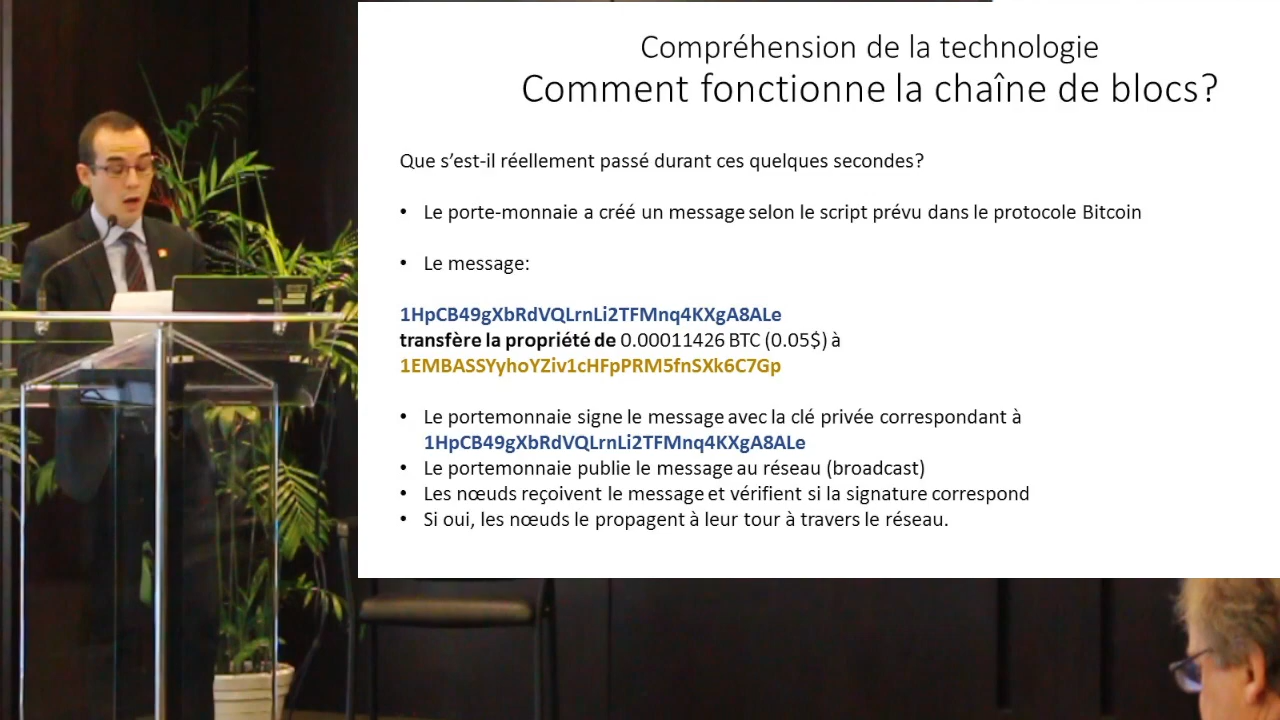 Compréhension de la technologie
Comment fonctionne la chaîne de blocs?
Que s’est-il réellement passé durant ces quelques secondes?
• Le porte-monnaie a créé un message selon le script prévu dans le protocole Bitcoin
• Le message:
1HpCB49gXbRdVQLrnLi2TFMnq4KXgA8ALe
transfère la propriété de 0.00011426 BTC (0.05$) à
1EMBASSYyhoYZiv1cHFpPRM5fnSXk6C7Gp
• Le portemonnaie signe le message avec la clé privée correspondant à
1HpCB49gXbRdVQLrnLi2TFMnq4KXgA8ALe
• Le portemonnaie publie le message au réseau (broadcast)
• Les nœuds reçoivent le message et vérifient si la signature correspond
• Si oui, les nœuds le propagent à leur tour à travers le réseau.